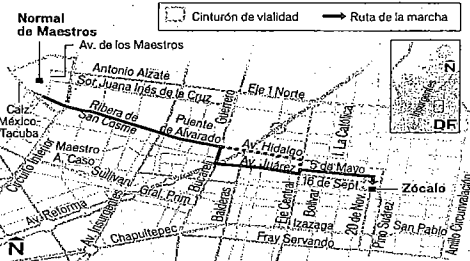 Cinturón de vialidad
Ruta de la marcha
Normal
de Maestros
Av. de los Maestros
Antonio Alzate
Sor Juana Inés de la Cruz
Eje 1 Norte
Guerrero
La Católica
N
Insurgentes
DF
Calz.
México-
Tacuba
Ribera de
San Cosme
Puente
de Alvarado
Av. Hidalgo
Av. Juárez
5 de Mayo
16 de Sept.
Zócalo
Maestro
A. Caso
Sullivan
Gral. Prim
Circuito Interior
Bucareli
Balderas
Eje Central
Bolívar
Izazaga
20 de Nov.
Pino Suárez
San Pablo
Anillo Circunvalación
Av. Reforma
Av. Insurgentes
Chapultepec
Fray Servando
N